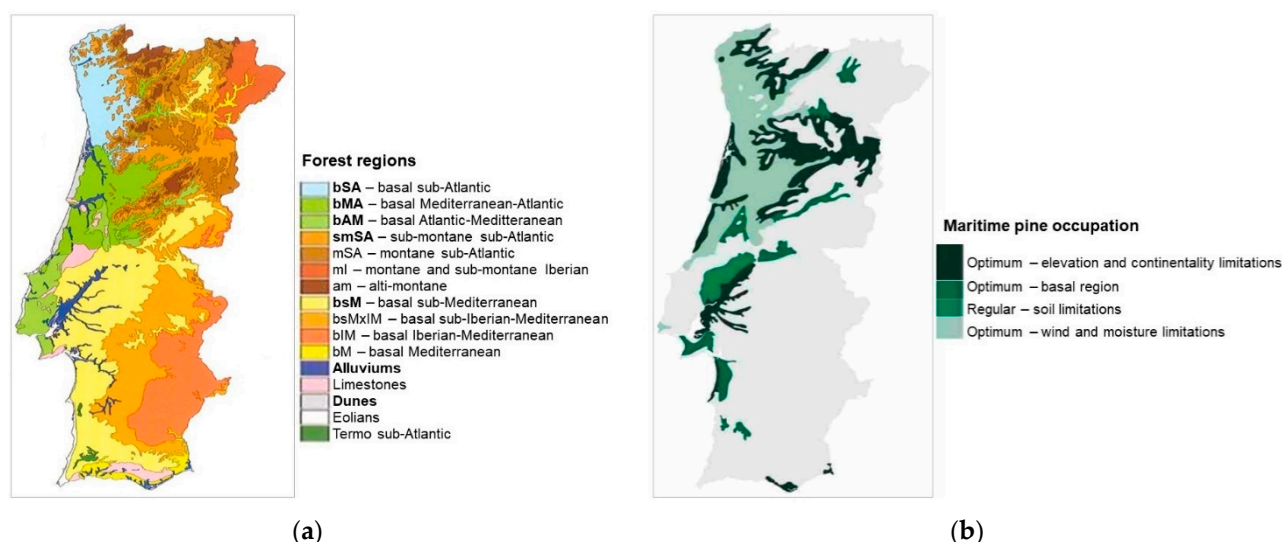 Forest regions
bSA – basal sub-Atlantic
bMA – basal Mediterranean-Atlantic
bAM – basal Atlantic-Meditteranean
smSA – sub-montane sub-Atlantic
mSA – montane sub-Atlantic
mI – montane and sub-montane Iberian
am – alti-montane
bsM – basal sub-Mediterranean
bsMxIM – basal sub-Iberian-Mediterranean
bIM – basal Iberian-Mediterranean
bM – basal Mediterranean
Alluviums
Limestones
Dunes
Eolians
Termo sub-Atlantic
(a)
Maritime pine occupation
Optimum – elevation and continentality limitations
Optimum – basal region
Regular – soil limitations
Optimum – wind and moisture limitations
(b)